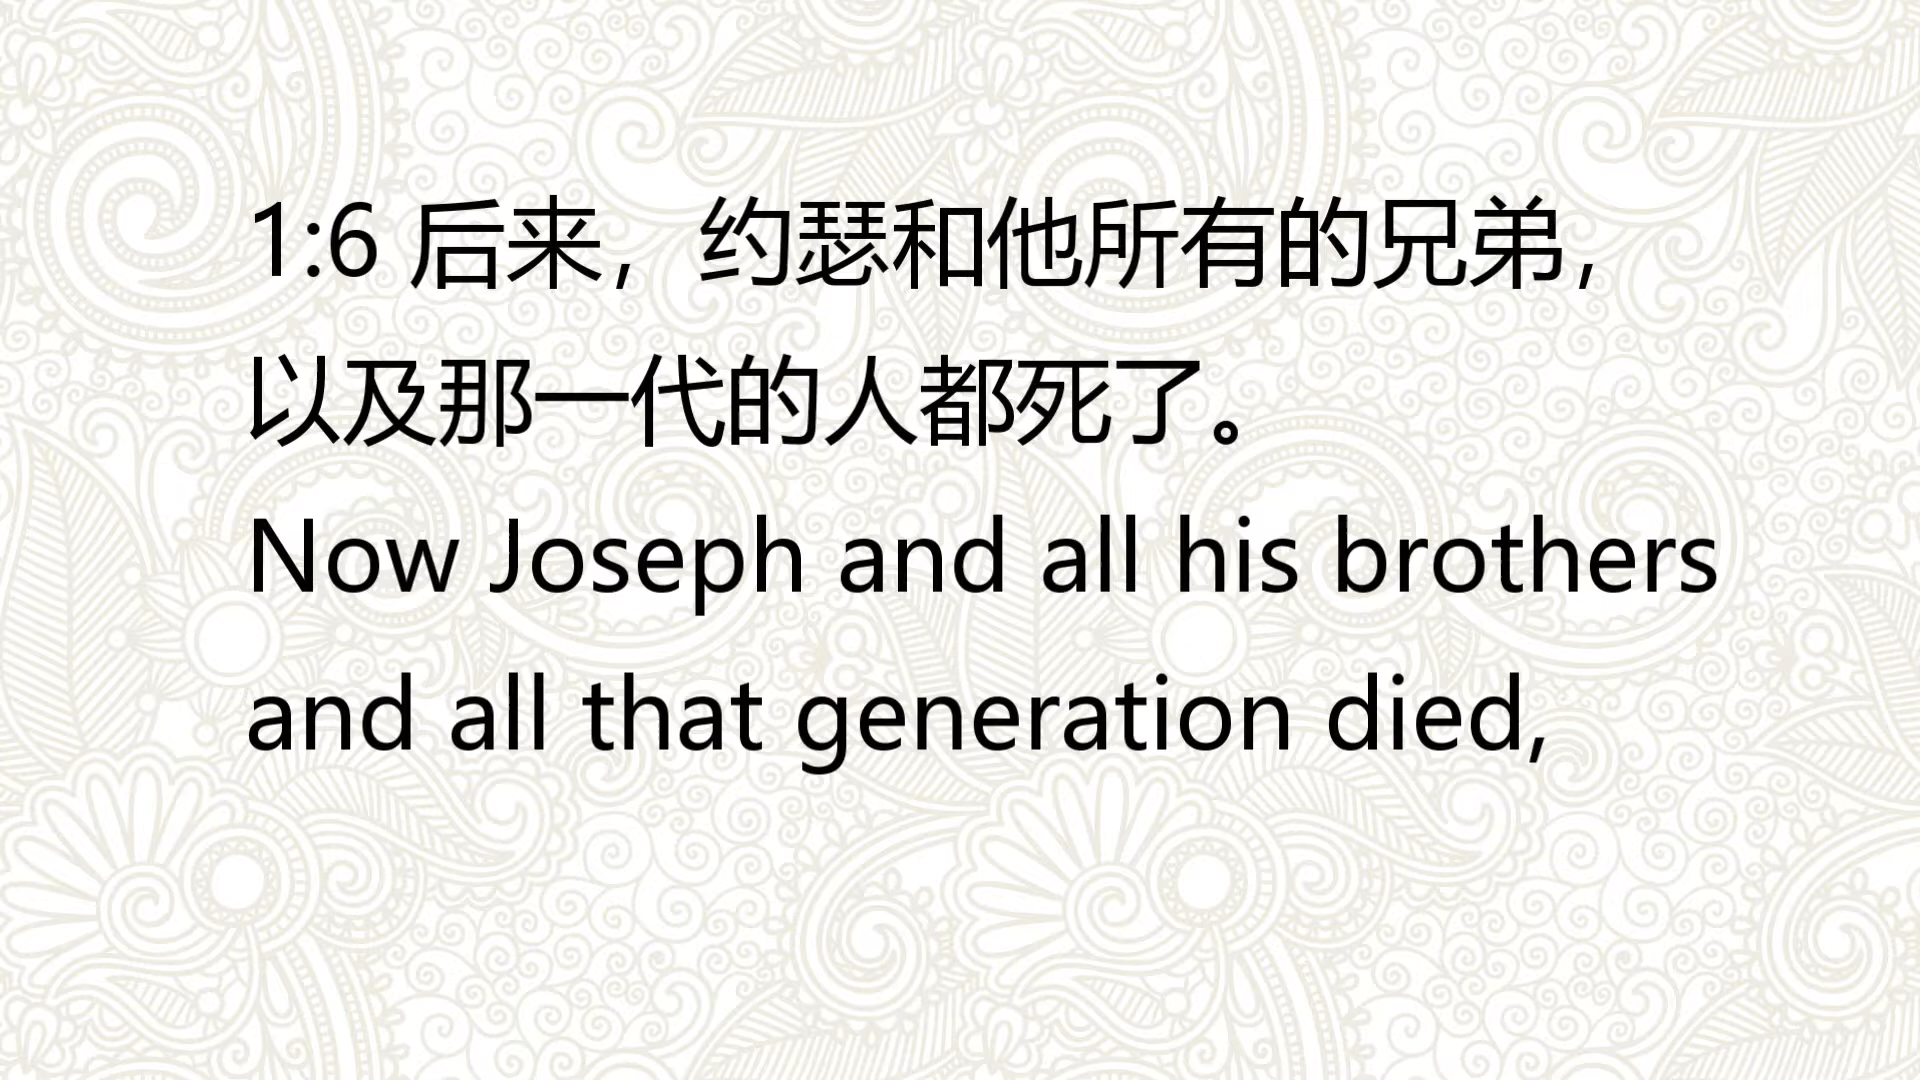 1:6 后来，约瑟和他所有的兄弟，
以及那一代的人都死了。
Now Joseph and all his brothers
and all that generation died,